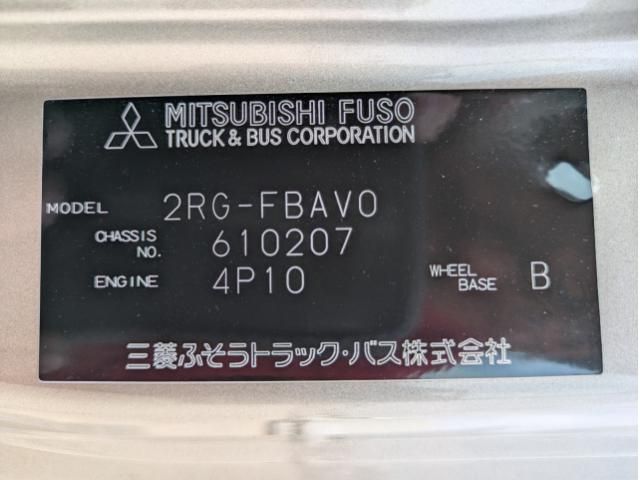 MITSUBISHI FUSO
TRUCK & BUS CORPORATION
MODEL 2RG-FBAV0
CHASSIS NO. 610207
ENGINE 4P10 WHEEL BASE B
三菱ふそうトラック・バス株式会社